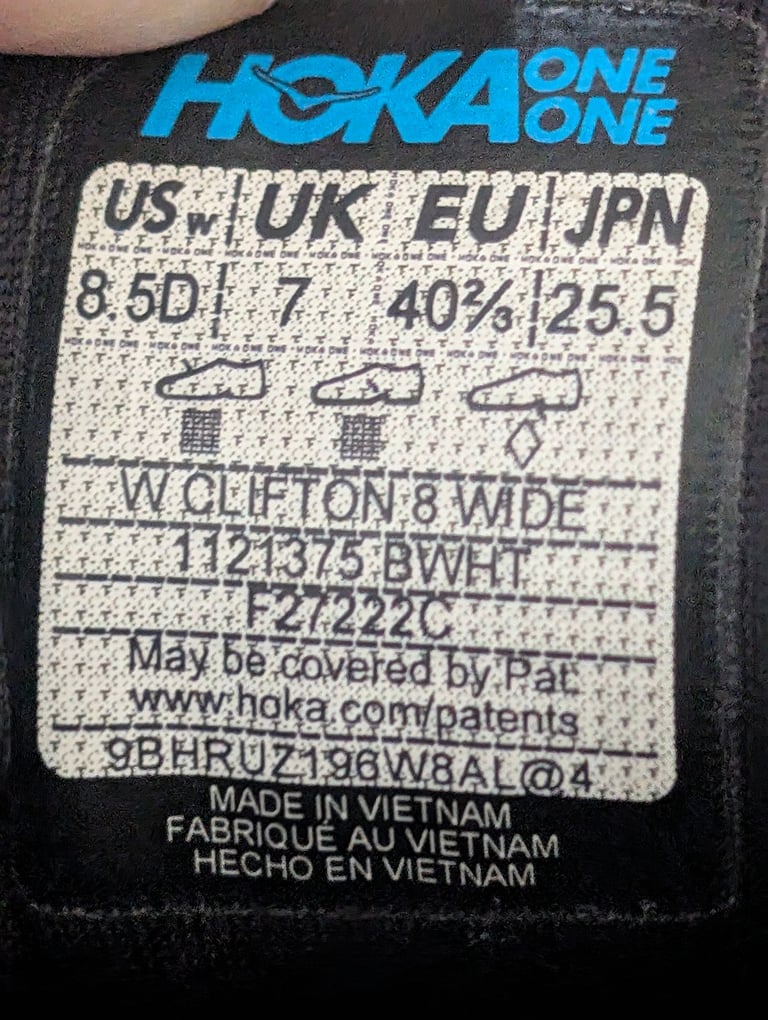 HOKA ONE ONE
USw UK EU JPN
8.5D 7 40⅔ 25.5
W CLIFTON 8 WIDE
1121375 BWHT
F27222C
May be covered by Pat.
www.hoka.com/patents
9BHRUZ196W8AL@4
MADE IN VIETNAM
FABRIQUÉ AU VIETNAM
HECHO EN VIETNAM